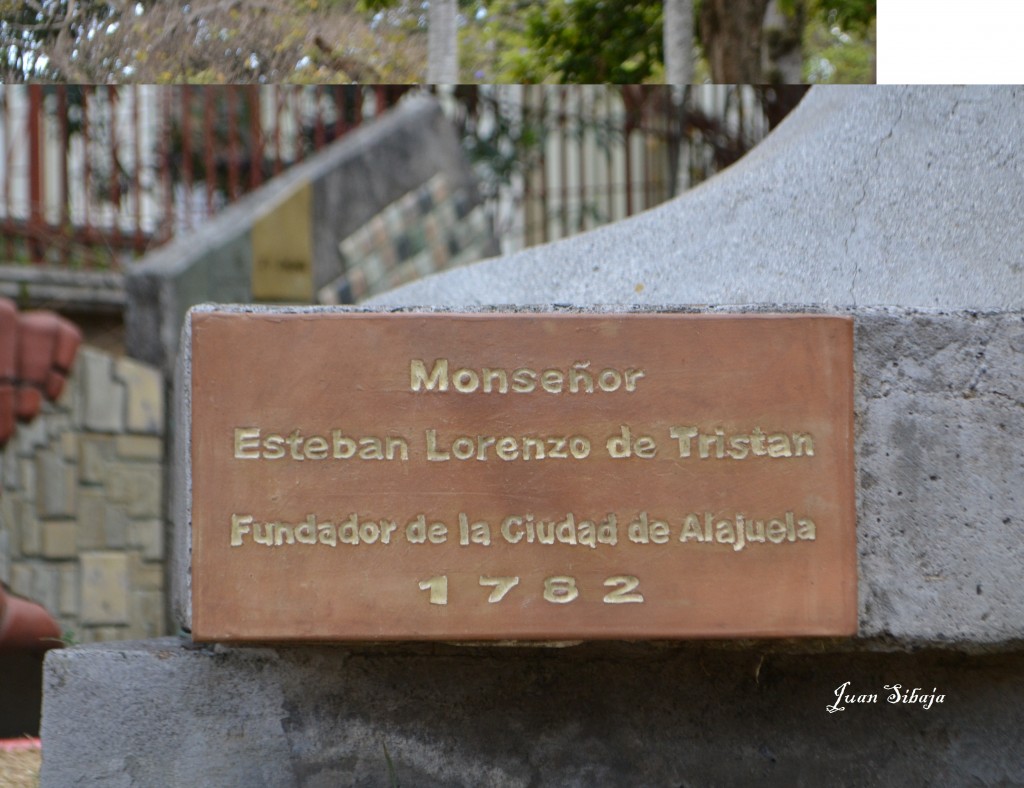 Monseñor
Esteban Lorenzo de Tristan
Fundador de la Ciudad de Alajuela
1782
Juan Sibaja